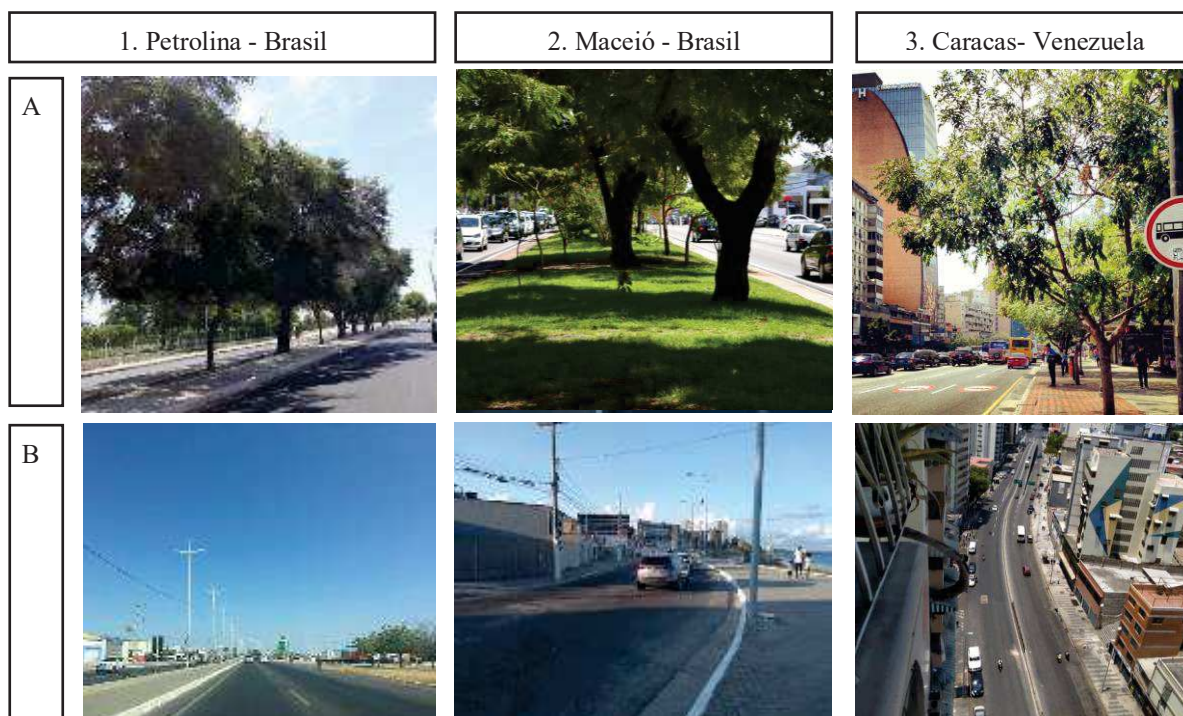 1. Petrolina - Brasil
2. Maceió - Brasil
3. Caracas- Venezuela
A
H
B